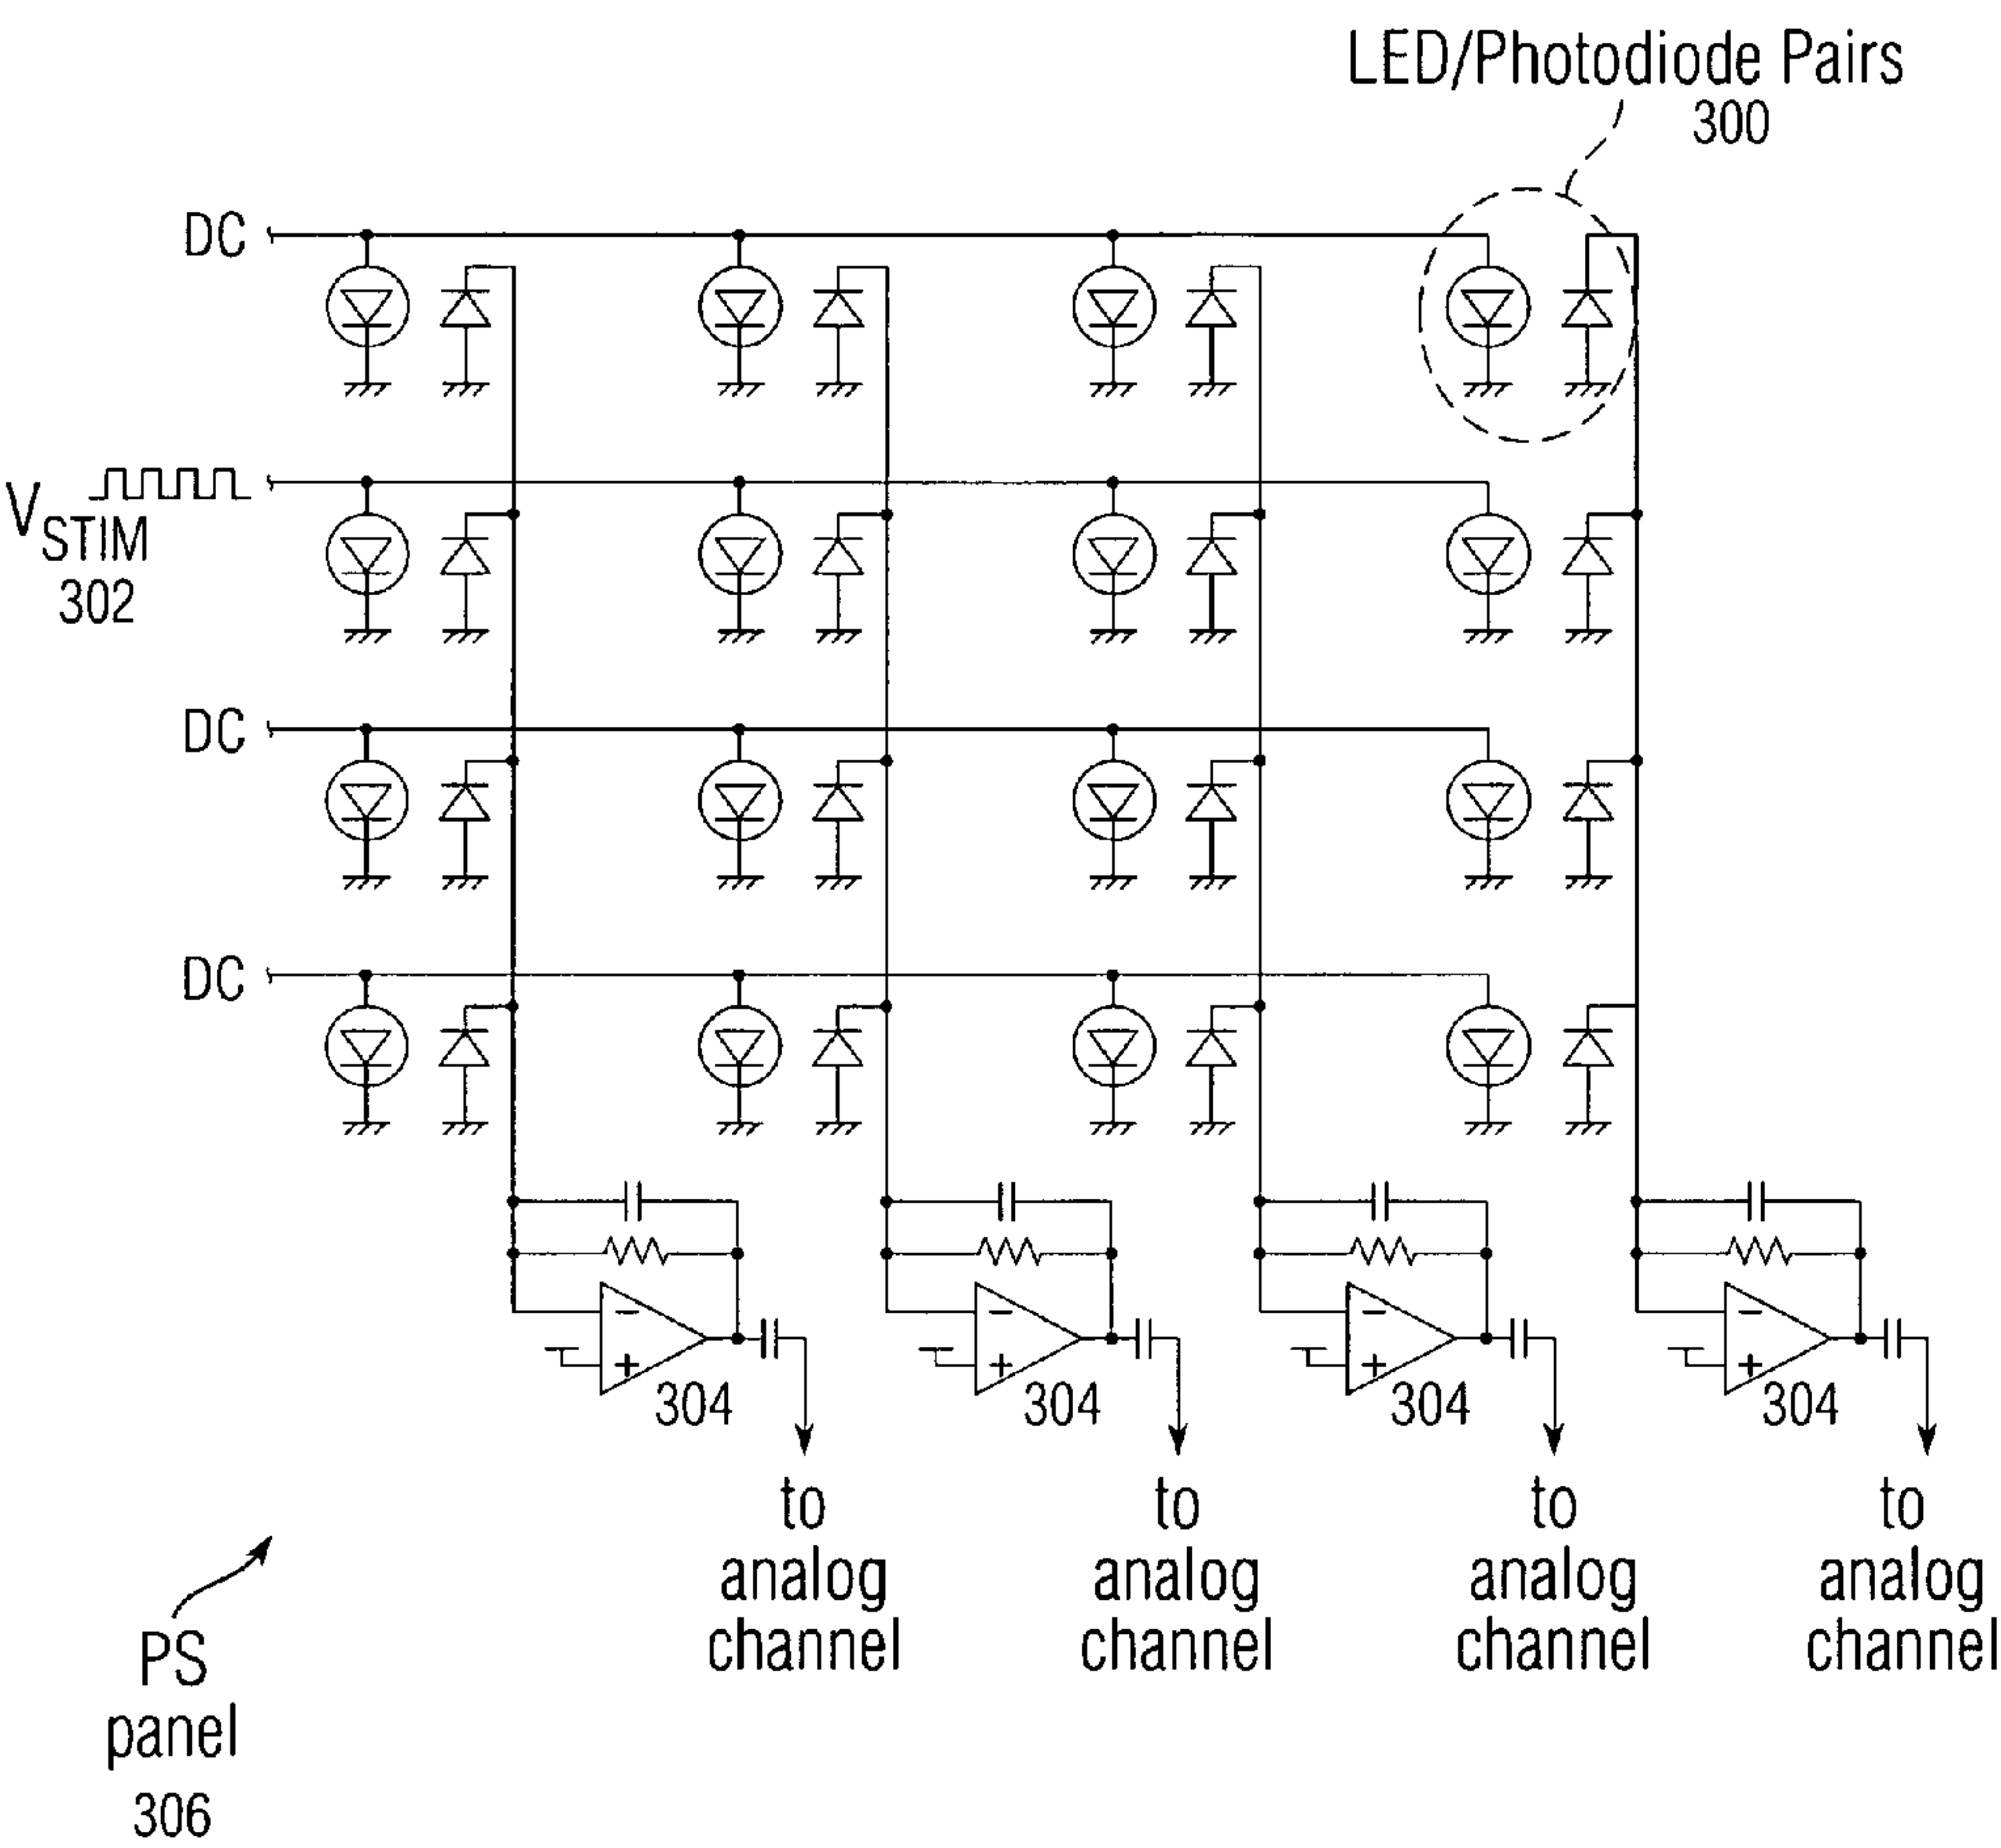 LED/Photodiode Pairs
300
DC
VSTIM
302
DC
DC
− − − −
+ + + +
304 304 304 304
to to to to
analog analog analog analog
channel channel channel channel
PS
panel
306